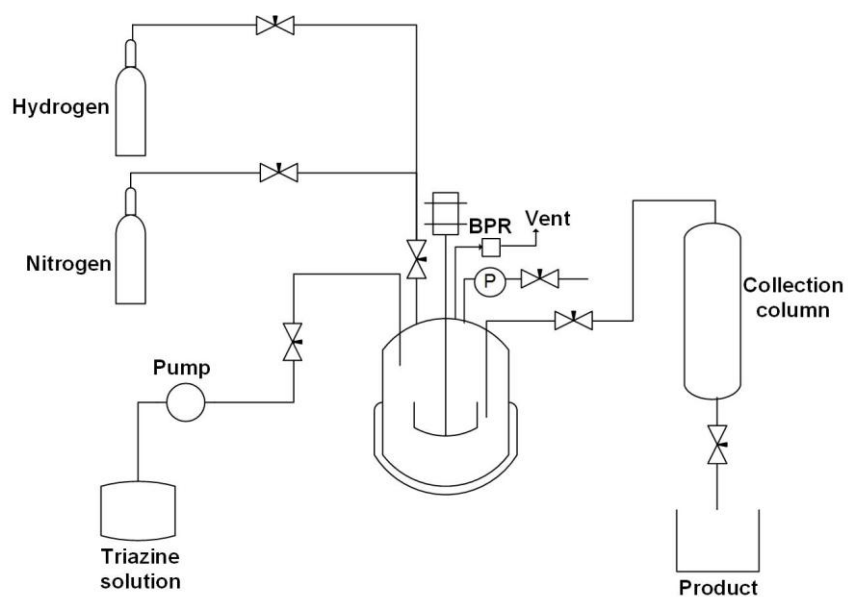 Hydrogen
Nitrogen
BPR
Vent
P
Collection
column
Pump
Triazine
solution
Product